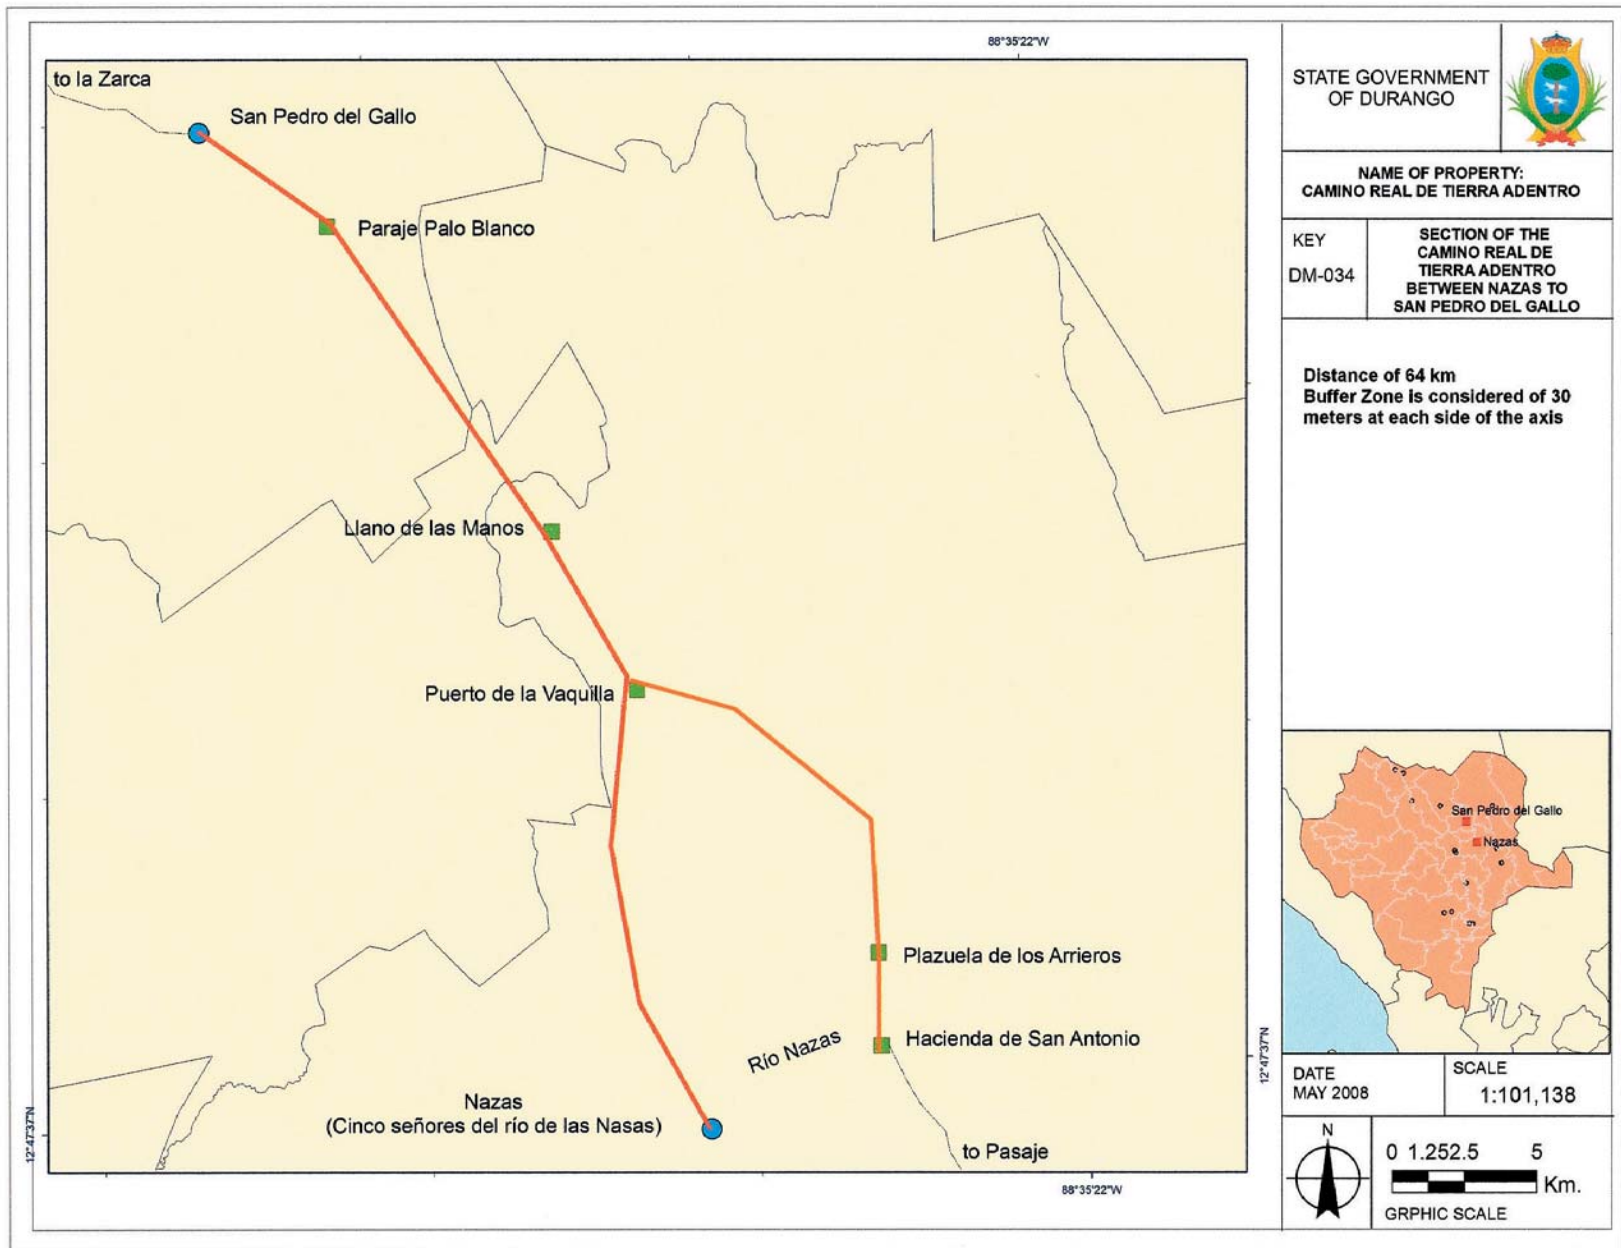 88°35'22"W
to la Zarca
San Pedro del Gallo
Paraje Palo Blanco
Llano de las Manos
Puerto de la Vaquilla
Plazuela de los Arrieros
Río Nazas
Hacienda de San Antonio
Nazas
(Cinco señores del río de las Nasas)
to Pasaje
12°47'37"N
12°47'37"N
88°35'22"W
STATE GOVERNMENT
OF DURANGO
NAME OF PROPERTY:
CAMINO REAL DE TIERRA ADENTRO
KEY
DM-034
SECTION OF THE
CAMINO REAL DE
TIERRA ADENTRO
BETWEEN NAZAS TO
SAN PEDRO DEL GALLO
Distance of 64 km
Buffer Zone is considered of 30
meters at each side of the axis
San Pedro del Gallo
Nazas
DATE
MAY 2008
SCALE
1:101,138
N
0 1.252.5 5
Km.
GRPHIC SCALE